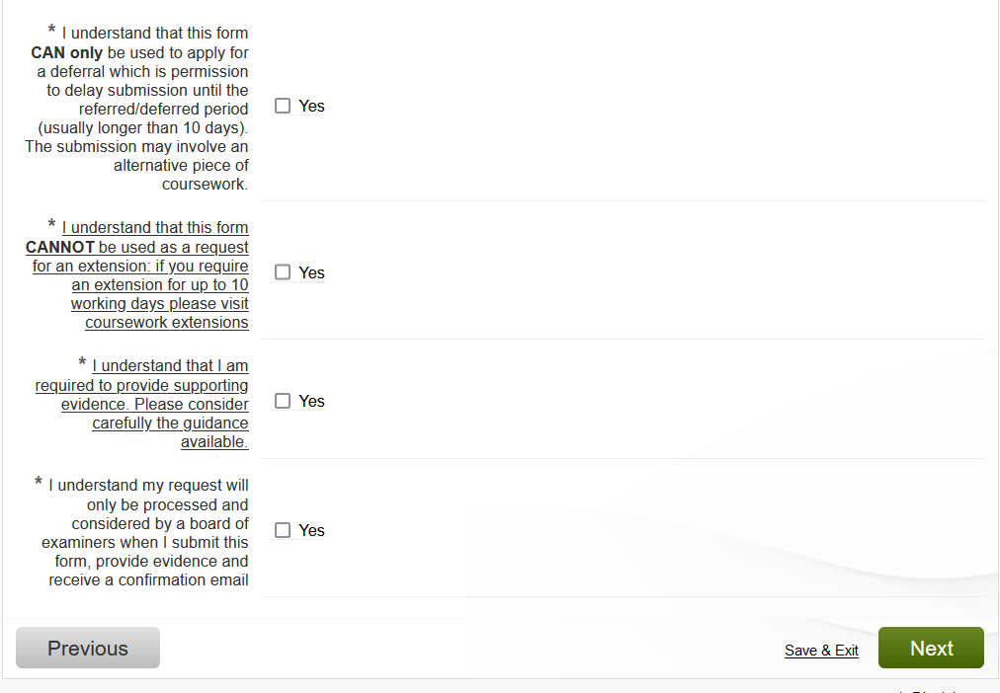 * I understand that this form
CAN only be used to apply for
a deferral which is permission
to delay submission until the
referred/deferred period
(usually longer than 10 days).
The submission may involve an
alternative piece of
coursework.
Yes
* I understand that this form
CANNOT be used as a request
for an extension: if you require
an extension for up to 10
working days please visit
coursework extensions
Yes
* I understand that I am
required to provide supporting
evidence. Please consider
carefully the guidance
available.
Yes
* I understand my request will
only be processed and
considered by a board of
examiners when I submit this
form, provide evidence and
receive a confirmation email
Yes
Previous
Save & Exit
Next